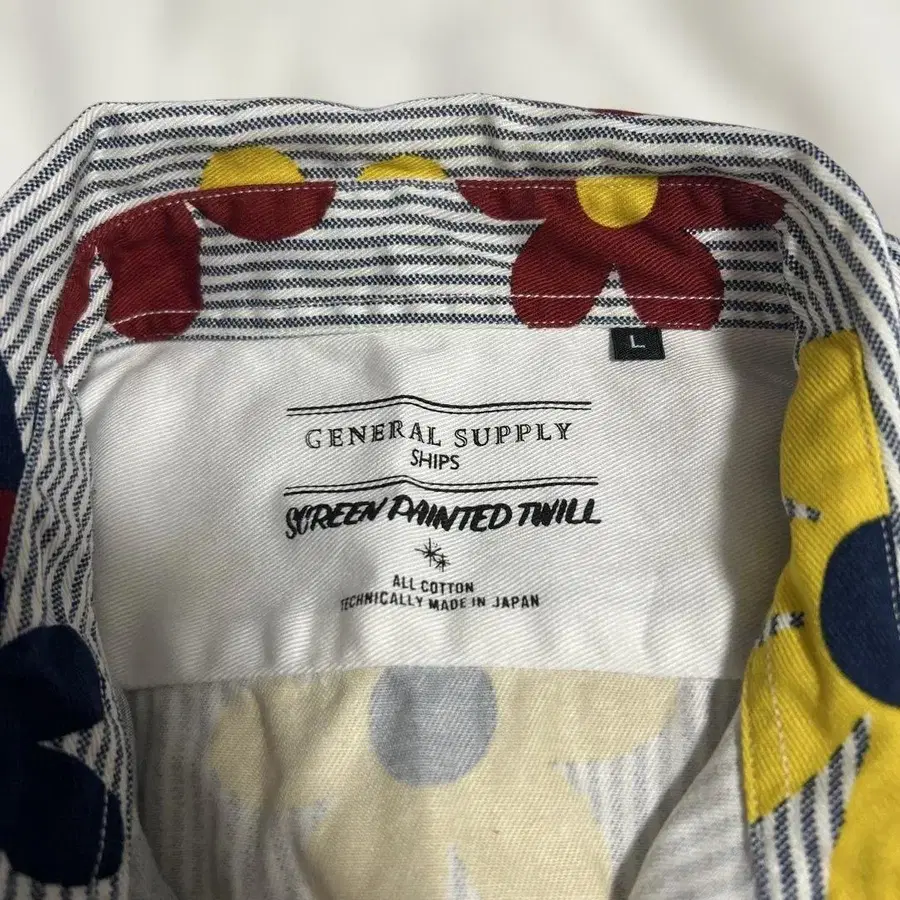 L
GENERAL SUPPLY
SHIPS
SCREEN PAINTED TWILL
ALL COTTON
TECHNICALLY MADE IN JAPAN